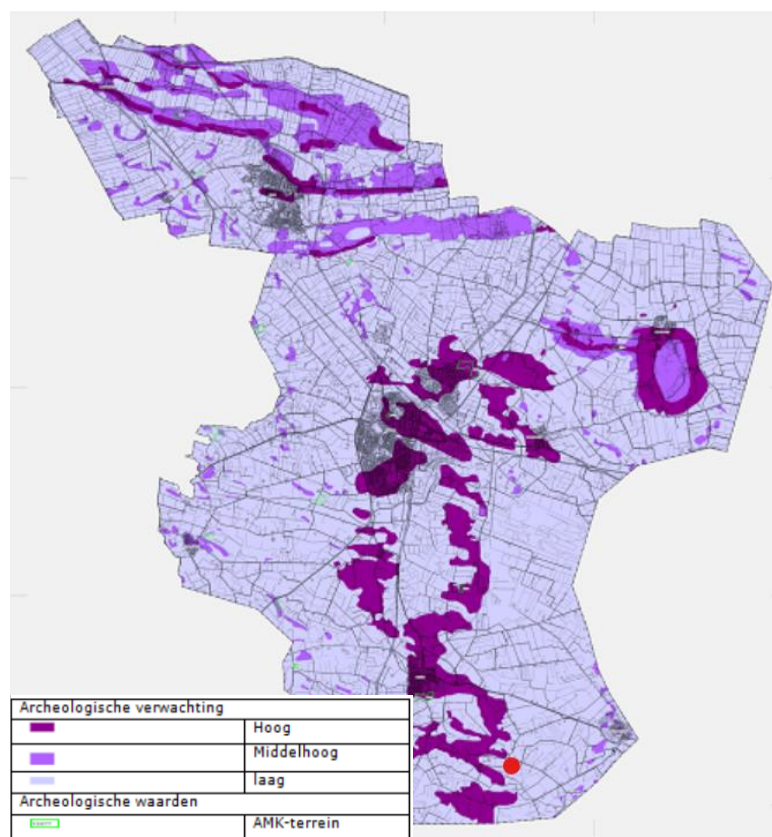 Archeologische verwachting
Hoog
Middelhoog
laag
Archeologische waarden
AMK-terrein